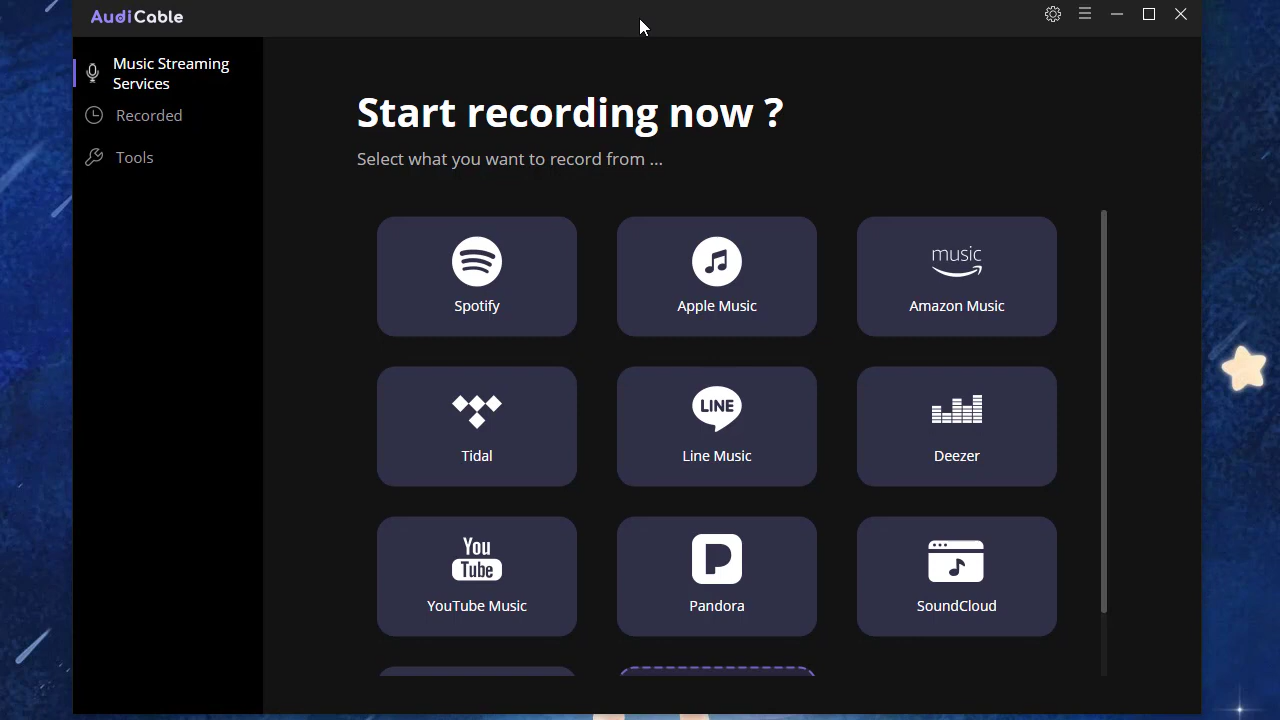 AudiCable
Music Streaming
Services
Recorded
Tools
Start recording now ?
Select what you want to record from ...
Spotify
music
Apple Music
Amazon Music
LINE
Tidal
Line Music
Deezer
You
Tube
YouTube Music
Pandora
SoundCloud